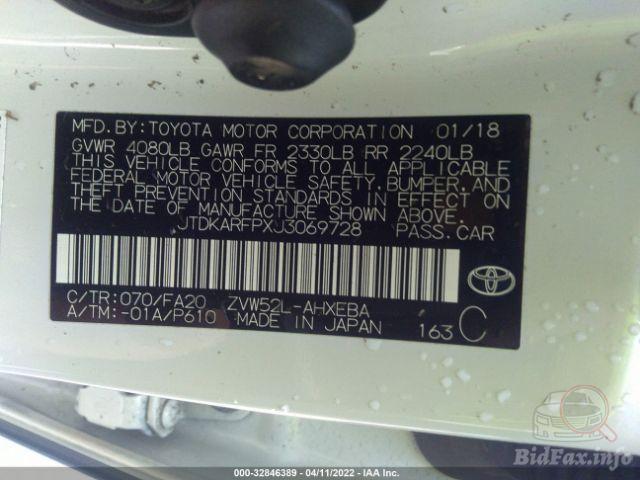 MFD.BY:TOYOTA MOTOR CORPORATION 01/18
GVWR 4080LB GAWR FR 2330LB RR 2240LB
THIS VEHICLE CONFORMS TO ALL APPLICABLE
FEDERAL MOTOR VEHICLE SAFETY, BUMPER, AND
THEFT PREVENTION STANDARDS IN EFFECT ON
THE DATE OF MANUFACTURE SHOWN ABOVE.
JTDKARFPXJ3069728 PASS.CAR
C/TR:070/FA20 ZVW52L-AHXEBA
A/TM:-01A/P610 MADE IN JAPAN 163 C
BidFax.info
000-32846389 - 04/11/2022 - IAA Inc.